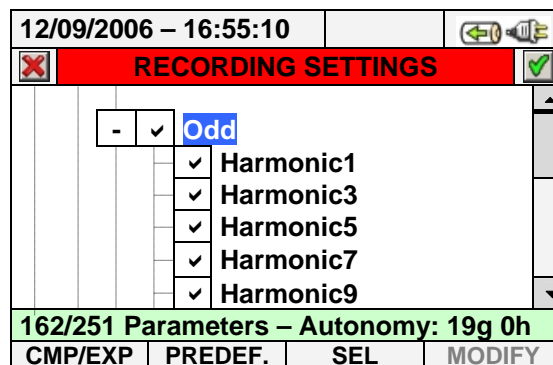 12/09/2006 – 16:55:10
RECORDING SETTINGS
- Odd
Harmonic1
Harmonic3
Harmonic5
Harmonic7
Harmonic9
162/251 Parameters – Autonomy: 19g 0h
CMP/EXP PREDEF. SEL MODIFY